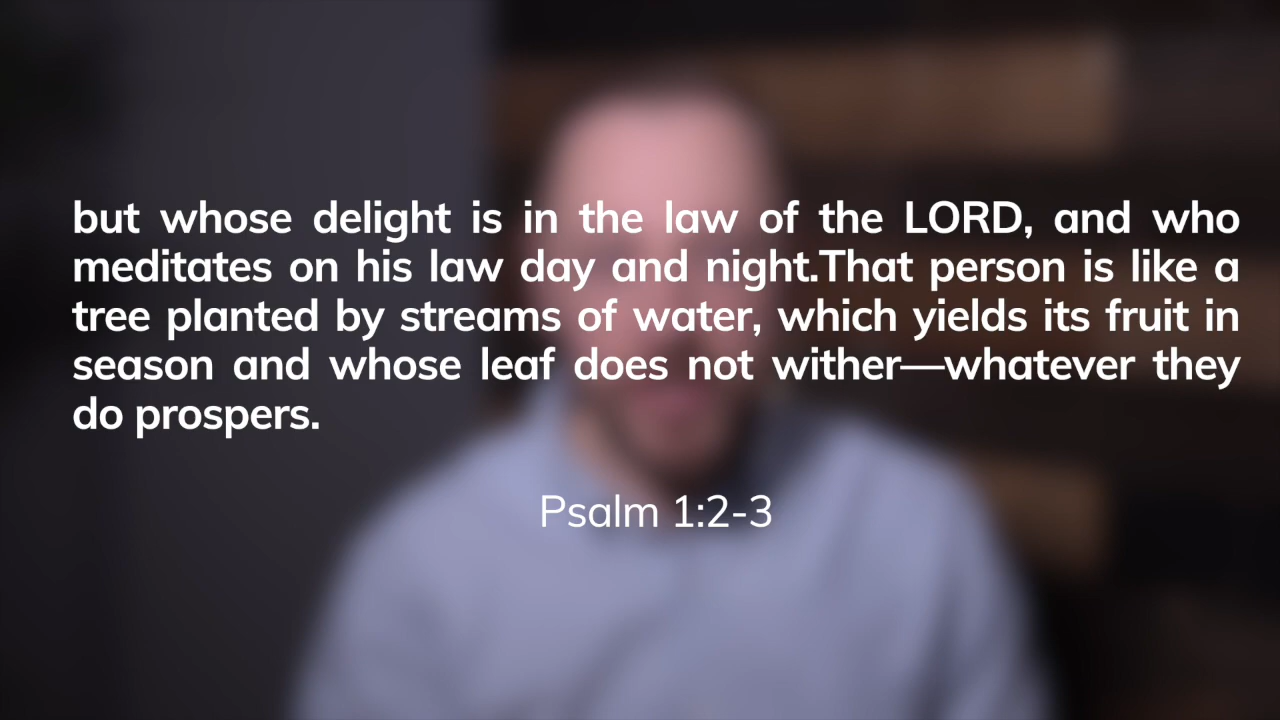 but whose delight is in the law of the LORD, and who
meditates on his law day and night.That person is like a
tree planted by streams of water, which yields its fruit in
season and whose leaf does not wither—whatever they
do prospers.
Psalm 1:2-3